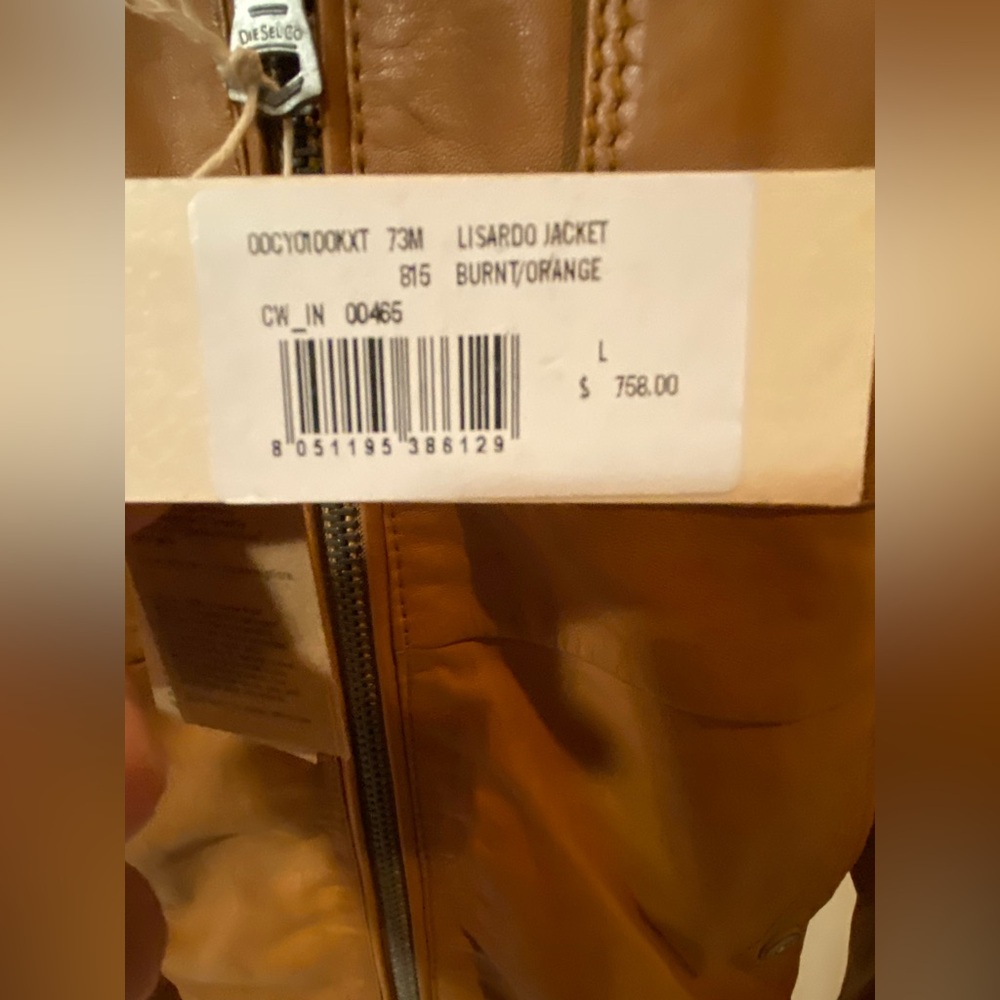 DIESEL CO
00CY0100KXT 73M LISARDO JACKET
815 BURNT/ORANGE
CW_IN 00465
L
$ 758.00
8 051195 386129